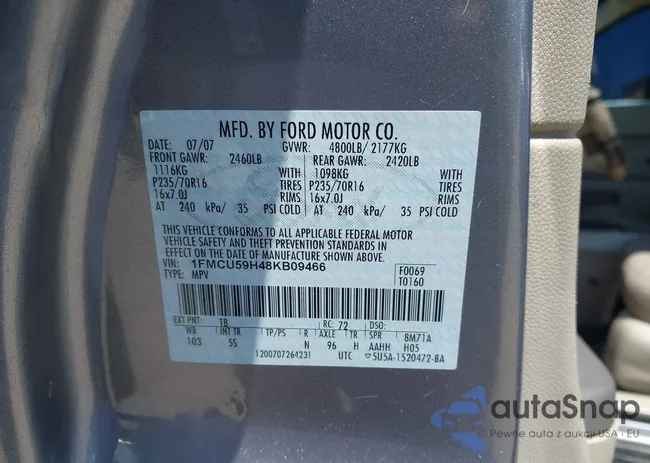 MFD. BY FORD MOTOR CO.
DATE: 07/07 GVWR: 4800LB/ 2177KG
FRONT GAWR: 2460LB REAR GAWR: 2420LB
1116KG WITH 1098KG WITH
P235/70R16 TIRES P235/70R16 TIRES
16x7.0J RIMS 16x7.0J RIMS
AT 240 kPa/ 35 PSI COLD AT 240 kPa/ 35 PSI COLD
THIS VEHICLE CONFORMS TO ALL APPLICABLE FEDERAL MOTOR
VEHICLE SAFETY AND THEFT PREVENTION STANDARDS IN
EFFECT ON THE DATE OF MANUFACTURE SHOWN ABOVE.
VIN: 1FMCU59H48KB09466 F0069
TYPE: MPV T0160
EXT PNT: T8 RC: 72 DSO:
WB INT TR TP/PS R AXLE TR SPR 8M71A
103 5S N 96 H AAHH H05
1200707264231 UTC 5U5A-1520472-BA
autaSnap
Pewne auta z aukcji USA i EU